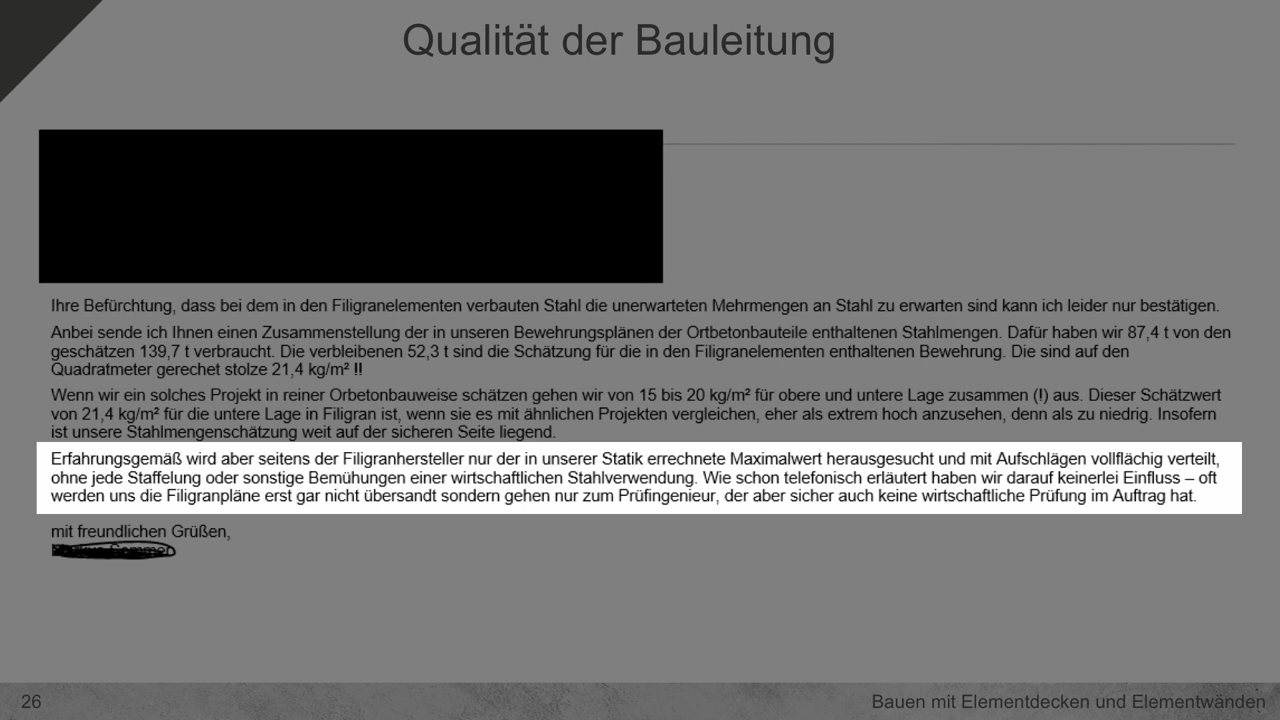 Qualität der Bauleitung
Ihre Befürchtung, dass bei dem in den Filigranelementen verbauten Stahl die unerwarteten Mehrmengen an Stahl zu erwarten sind kann ich leider nur bestätigen.
Anbei sende ich Ihnen einen Zusammenstellung der in unseren Bewehrungsplänen der Ortbetonbauteile enthaltenen Stahlmengen. Dafür haben wir 87,4 t von den
geschätzen 139,7 t verbraucht. Die verbleibenen 52,3 t sind die Schätzung für die in den Filigranelementen enthaltenen Bewehrung. Die sind auf den
Quadratmeter gerechet stolze 21,4 kg/m² !!
Wenn wir ein solches Projekt in reiner Orbetonbauweise schätzen gehen wir von 15 bis 20 kg/m² für obere und untere Lage zusammen (!) aus. Dieser Schätzwert
von 21,4 kg/m² für die untere Lage in Filigran ist, wenn sie es mit ähnlichen Projekten vergleichen, eher als extrem hoch anzusehen, denn als zu niedrig. Insofern
ist unsere Stahlmengenschätzung weit auf der sicheren Seite liegend.
Erfahrungsgemäß wird aber seitens der Filigranhersteller nur der in unserer Statik errechnete Maximalwert herausgesucht und mit Aufschlägen vollflächig verteilt,
ohne jede Staffelung oder sonstige Bemühungen einer wirtschaftlichen Stahlverwendung. Wie schon telefonisch erläutert haben wir darauf keinerlei Einfluss – oft
werden uns die Filigranpläne erst gar nicht übersandt sondern gehen nur zum Prüfingenieur, der aber sicher auch keine wirtschaftliche Prüfung im Auftrag hat.
mit freundlichen Grüßen,
26
Bauen mit Elementdecken und Elementwänden